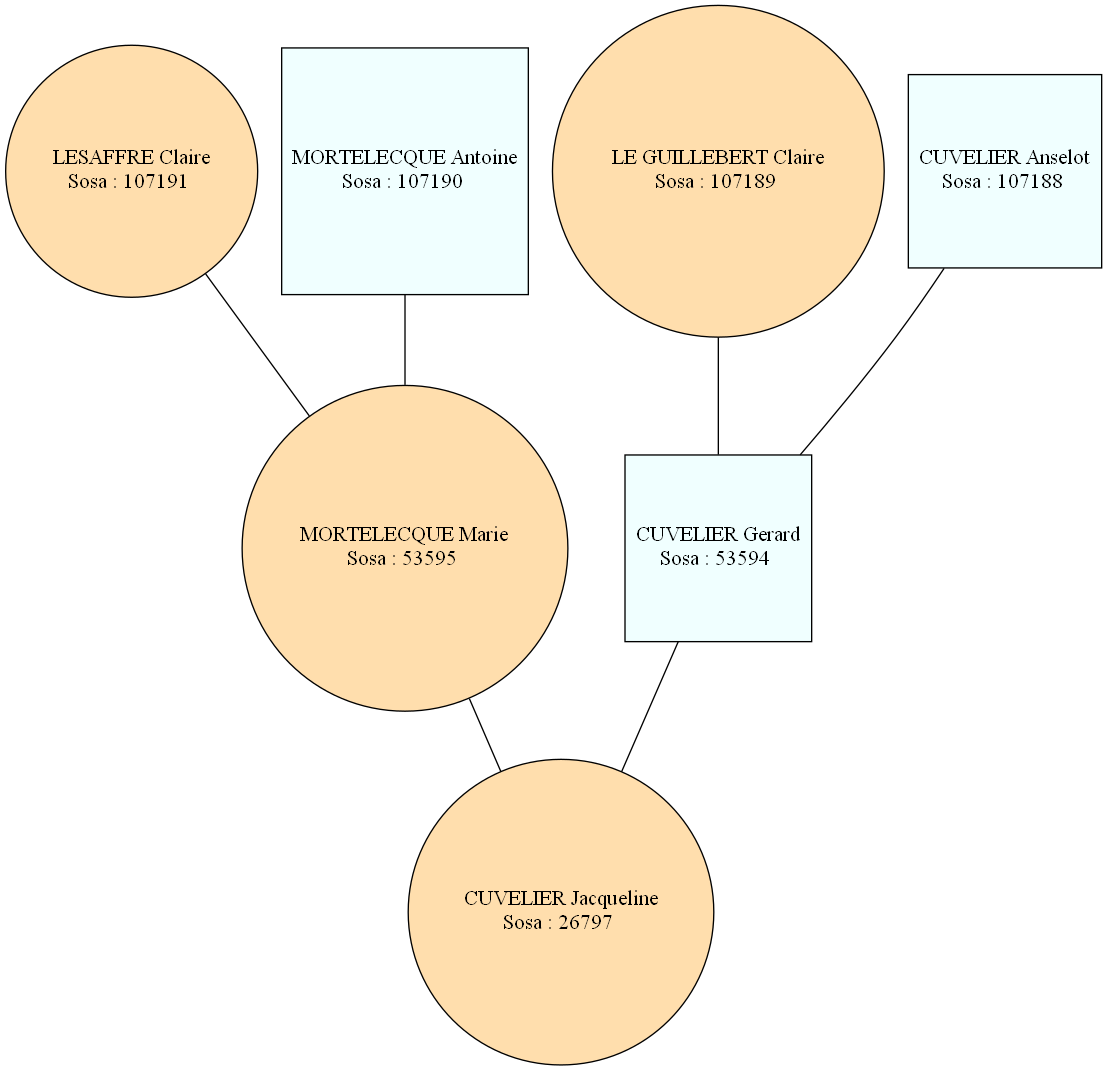 LESAFFRE Claire
Sosa : 107191
MORTELECQUE Antoine
Sosa : 107190
LE GUILLEBERT Claire
Sosa : 107189
CUVELIER Anselot
Sosa : 107188
MORTELECQUE Marie
Sosa : 53595
CUVELIER Gerard
Sosa : 53594
CUVELIER Jacqueline
Sosa : 26797